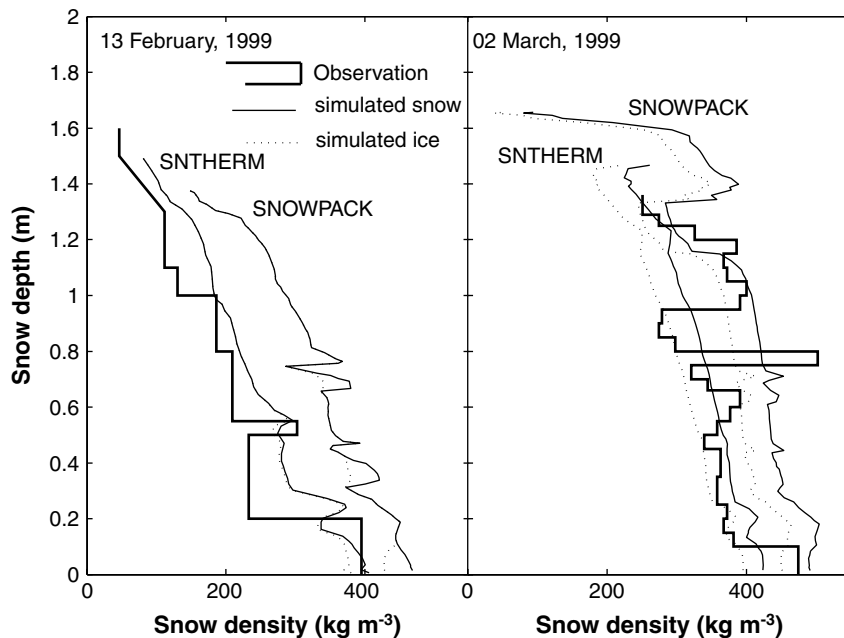 13 February, 1999
02 March, 1999
Observation
simulated snow
simulated ice
SNTHERM
SNOWPACK
SNOWPACK
SNTHERM
Snow depth (m)
2
1.8
1.6
1.4
1.2
1
0.8
0.6
0.4
0.2
0
0 200 400 0 200 400
Snow density (kg m⁻³) Snow density (kg m⁻³)